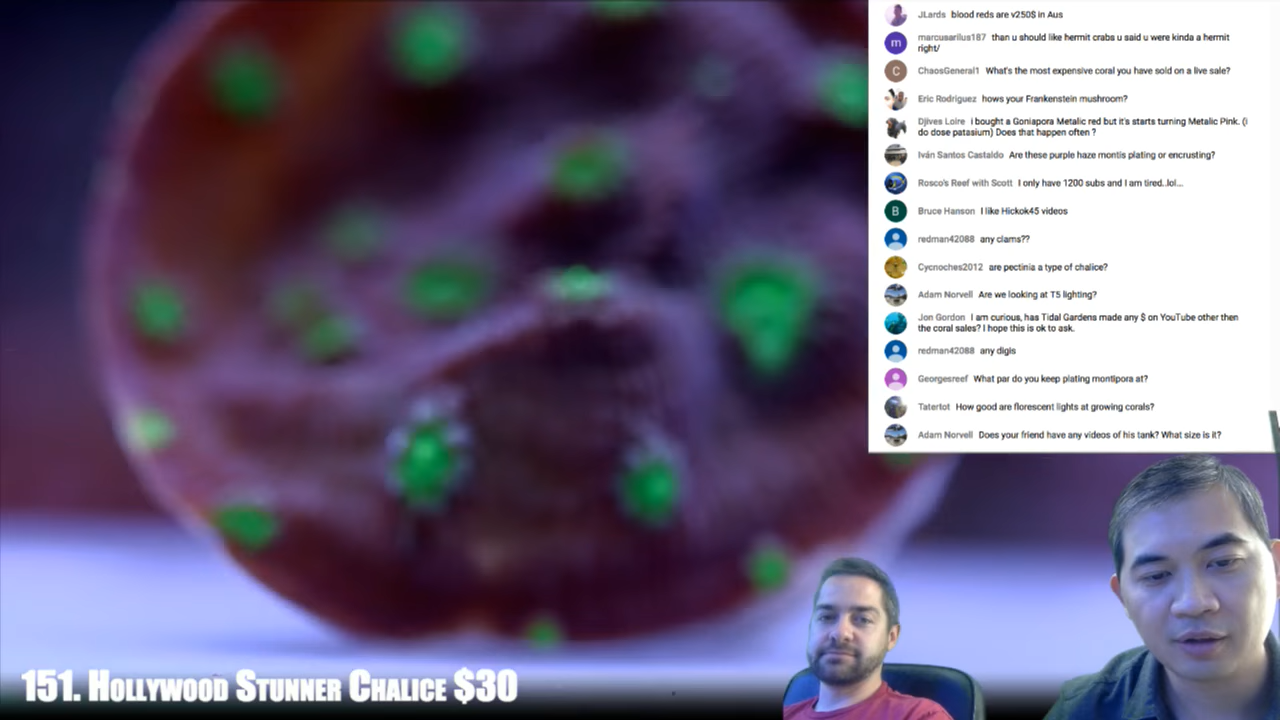 JLards blood reds are v250$ in Aus
m marcusarilus187 than u should like hermit crabs u said u were kinda a hermit
right/
C ChaosGeneral1 What's the most expensive coral you have sold on a live sale?
Eric Rodriguez hows your Frankenstein mushroom?
Djives Loire i bought a Goniapora Metalic red but it's starts turning Metalic Pink. (i
do dose patasium) Does that happen often ?
Iván Santos Castaldo Are these purple haze montis plating or encrusting?
Rosco's Reef with Scott I only have 1200 subs and I am tired..lol...
B Bruce Hanson I like Hickok45 videos
redman42088 any clams??
Cycnoches2012 are pectinia a type of chalice?
Adam Norvell Are we looking at T5 lighting?
Jon Gordon I am curious, has Tidal Gardens made any $ on YouTube other then
the coral sales? I hope this is ok to ask.
redman42088 any digis
Georgesreef What par do you keep plating montipora at?
Tatertot How good are florescent lights at growing corals?
Adam Norvell Does your friend have any videos of his tank? What size is it?
151. Hollywood Stunner Chalice $30